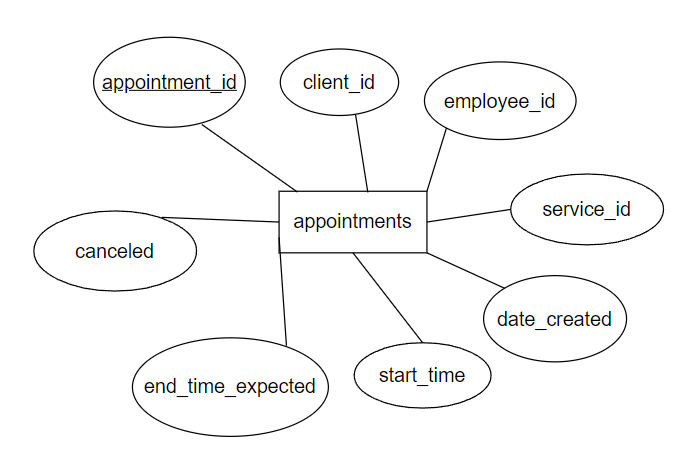 appointment_id
client_id
employee_id
service_id
appointments
canceled
date_created
start_time
end_time_expected